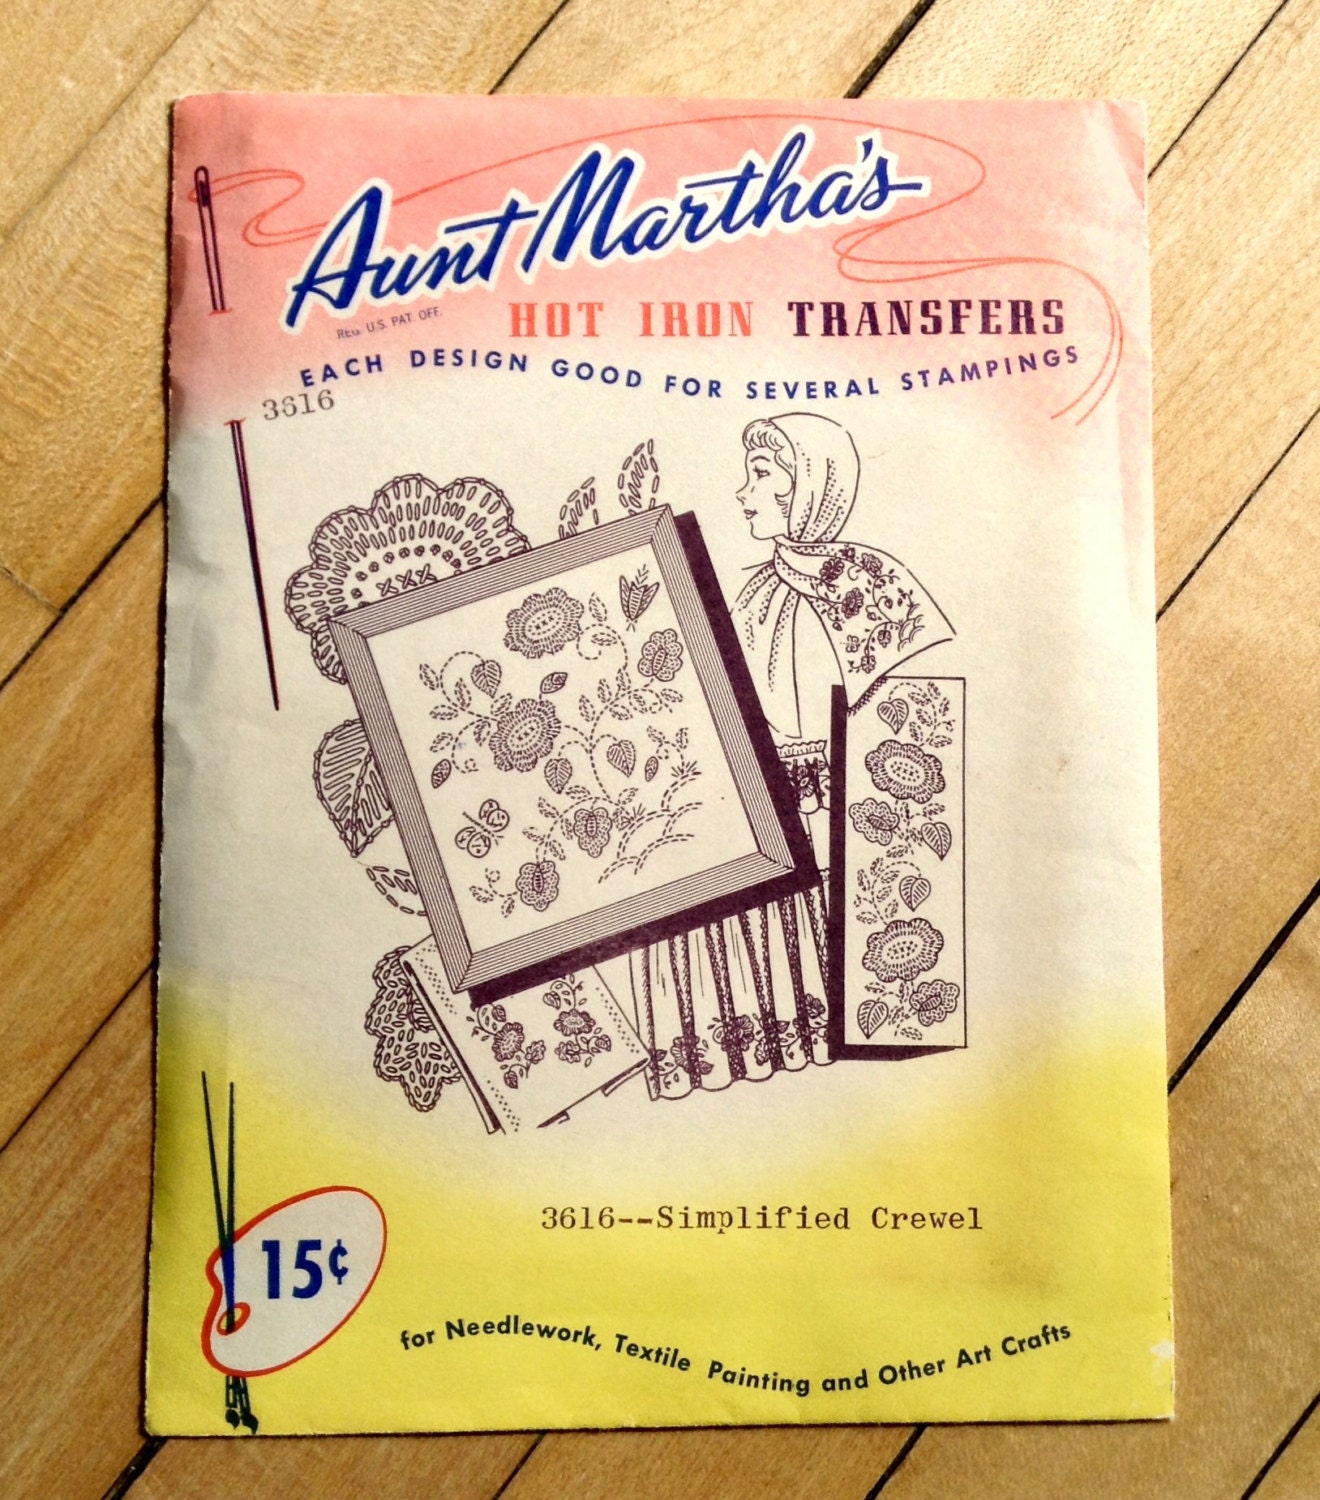 Aunt Martha's
REG. U.S. PAT. OFF.
HOT IRON TRANSFERS
EACH DESIGN GOOD FOR SEVERAL STAMPINGS
3616
3616--Simplified Crewel
15¢
for Needlework, Textile Painting and Other Art Crafts